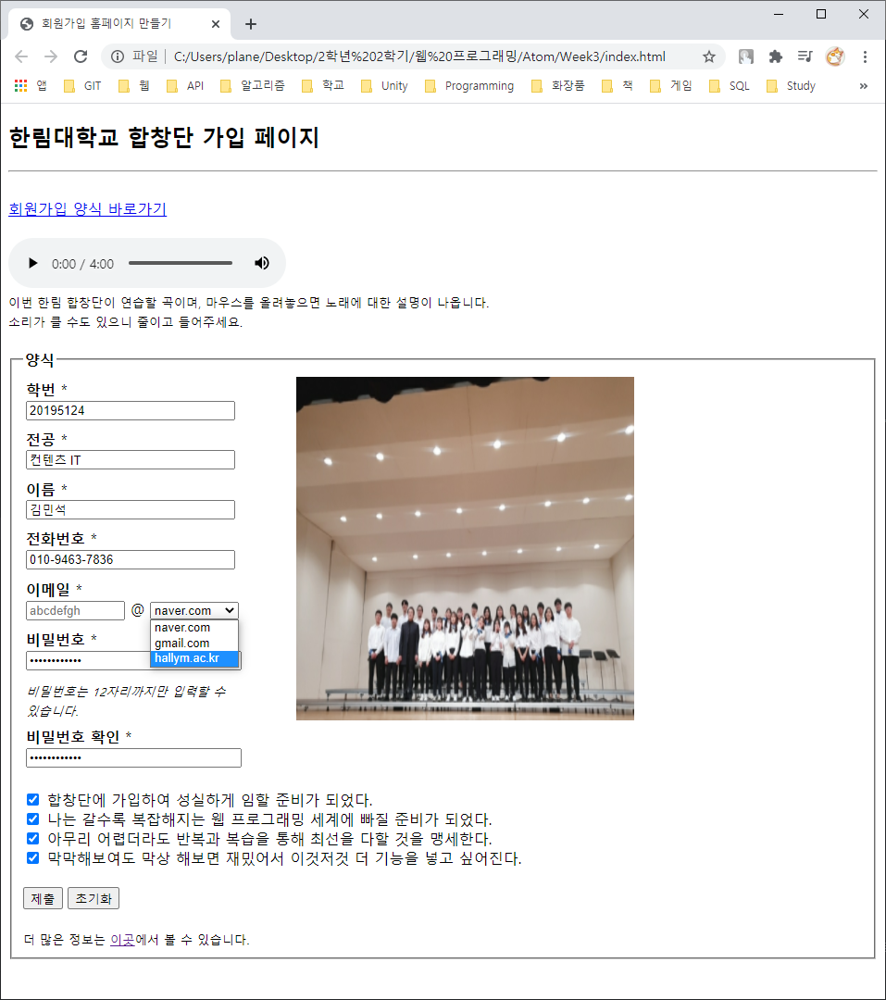 회원가입 홈페이지 만들기
파일 | C:/Users/plane/Desktop/2학년%202학기/웹%20프로그래밍/Atom/Week3/index.html
앱 GIT 웹 API 알고리즘 학교 Unity Programming 화장품 책 게임 SQL Study »
한림대학교 합창단 가입 페이지
회원가입 양식 바로가기
0:00 / 4:00
이번 한림 합창단이 연습할 곡이며, 마우스를 올려놓으면 노래에 대한 설명이 나옵니다.
소리가 클 수도 있으니 줄이고 들어주세요.
양식
학번 *
20195124
전공 *
컨텐츠 IT
이름 *
김민석
전화번호 *
010-9463-7836
이메일 *
abcdefgh @ naver.com
naver.com
gmail.com
hallym.ac.kr
비밀번호 *
••••••••••••
비밀번호는 12자리까지만 입력할 수
있습니다.
비밀번호 확인 *
••••••••••••
합창단에 가입하여 성실하게 임할 준비가 되었다.
나는 갈수록 복잡해지는 웹 프로그래밍 세계에 빠질 준비가 되었다.
아무리 어렵더라도 반복과 복습을 통해 최선을 다할 것을 맹세한다.
막막해보여도 막상 해보면 재밌어서 이것저것 더 기능을 넣고 싶어진다.
제출 초기화
더 많은 정보는 이곳에서 볼 수 있습니다.